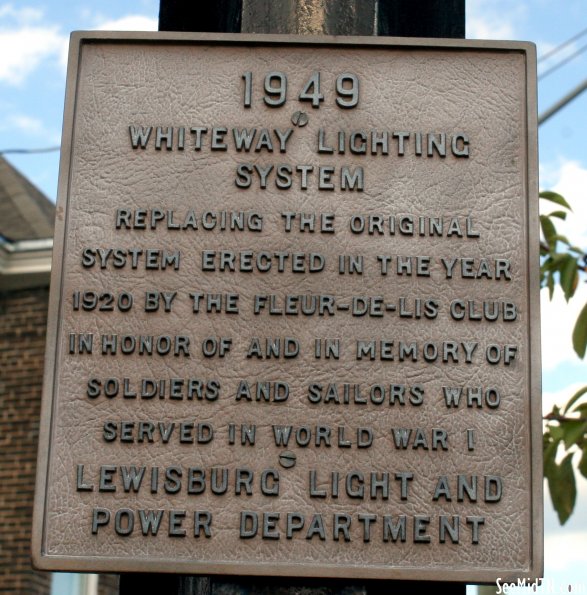 1949
WHITEWAY LIGHTING
SYSTEM
REPLACING THE ORIGINAL
SYSTEM ERECTED IN THE YEAR
1920 BY THE FLEUR-DE-LIS CLUB
IN HONOR OF AND IN MEMORY OF
SOLDIERS AND SAILORS WHO
SERVED IN WORLD WAR I
LEWISBURG LIGHT AND
POWER DEPARTMENT